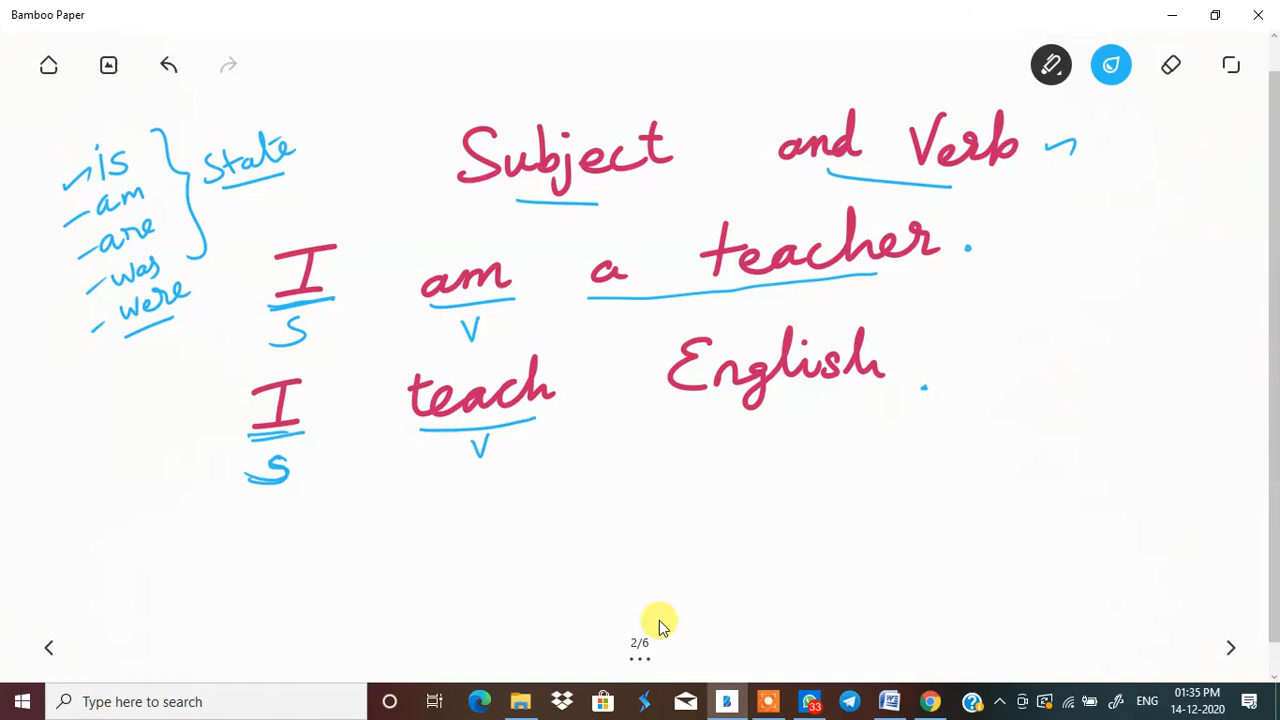 Bamboo Paper
Subject and Verb
is
am
are
was
were
State
I am a teacher.
S V
I teach English.
S V
2/6
Type here to search
33
ENG
01:35 PM
14-12-2020